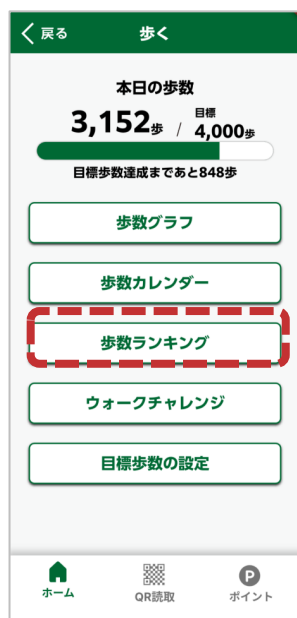 戻る 歩く
本日の歩数
3,152歩 / 目標 4,000歩
目標歩数達成まであと848歩
歩数グラフ
歩数カレンダー
歩数ランキング
ウォークチャレンジ
目標歩数の設定
ホーム QR読取 P ポイント